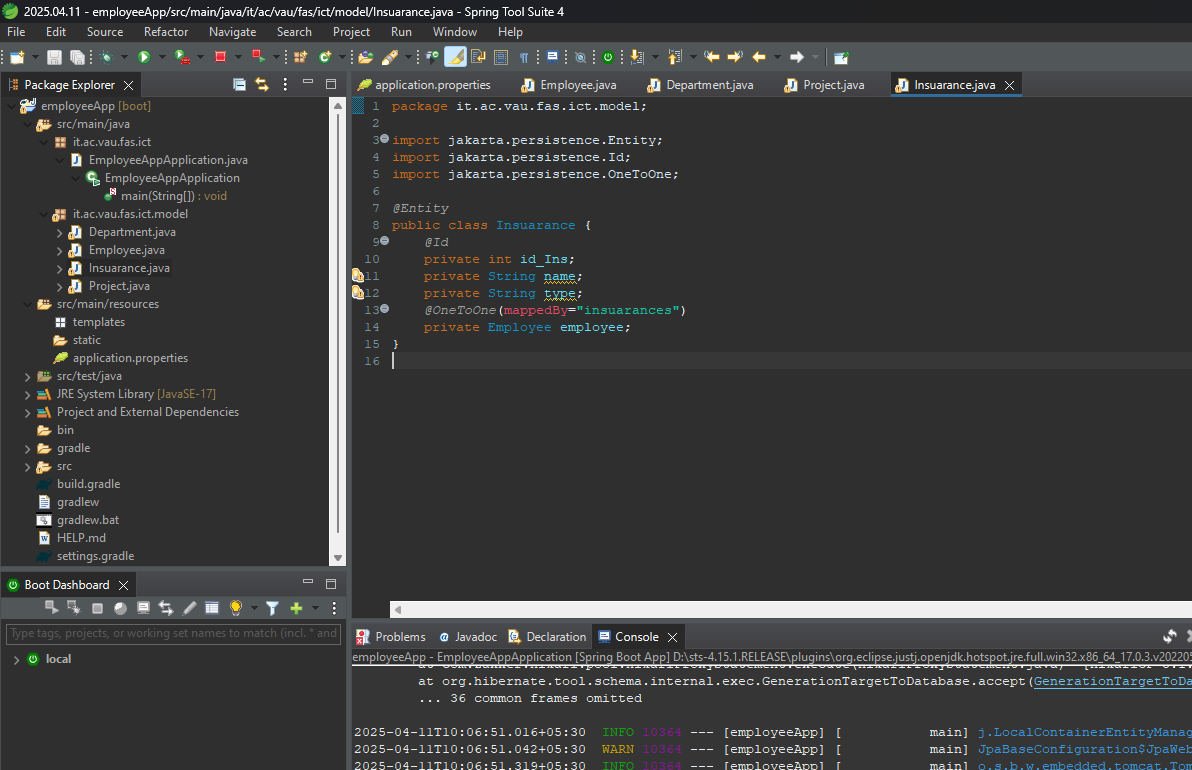 2025.04.11 - employeeApp/src/main/java/it/ac/vau/fas/ict/model/Insuarance.java - Spring Tool Suite 4
File Edit Source Refactor Navigate Search Project Run Window Help
Package Explorer
employeeApp [boot]
src/main/java
it.ac.vau.fas.ict
EmployeeAppApplication.java
EmployeeAppApplication
main(String[]) : void
it.ac.vau.fas.ict.model
Department.java
Employee.java
Insuarance.java
Project.java
src/main/resources
templates
static
application.properties
src/test/java
JRE System Library [JavaSE-17]
Project and External Dependencies
bin
gradle
src
build.gradle
gradlew
gradlew.bat
HELP.md
settings.gradle
Boot Dashboard
Type tags, projects, or working set names to match (incl. * and
local
application.properties Employee.java Department.java Project.java Insuarance.java
1 package it.ac.vau.fas.ict.model;
2
3 import jakarta.persistence.Entity;
4 import jakarta.persistence.Id;
5 import jakarta.persistence.OneToOne;
6
7 @Entity
8 public class Insuarance {
9 @Id
10 private int id_Ins;
11 private String name;
12 private String type;
13 @OneToOne(mappedBy="insuarances")
14 private Employee employee;
15 }
16
Problems Javadoc Declaration Console
employeeApp - EmployeeAppApplication [Spring Boot App] D:\sts-4.15.1.RELEASE\plugins\org.eclipse.justj.openjdk.hotspot.jre.full.win32.x86_64_17.0.3.v202205
at org.hibernate.tool.schema.internal.exec.GenerationTargetToDatabase.accept(GenerationTargetToDa
... 36 common frames omitted
2025-04-11T10:06:51.016+05:30 INFO 10364 --- [employeeApp] [ main] j.LocalContainerEntityManag
2025-04-11T10:06:51.042+05:30 WARN 10364 --- [employeeApp] [ main] JpaBaseConfiguration$JpaWeb
2025-04-11T10:06:51.319+05:30 INFO 10364 --- [employeeApp] [ main] o.s.b.w.embedded.tomcat.Tom